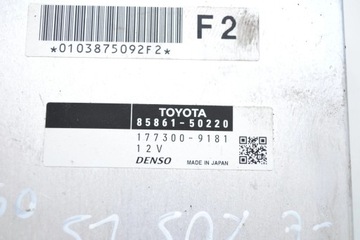 F2
*0103875092F2*
TOYOTA
85861-50220
177300-9181
12V
DENSO MADE IN JAPAN